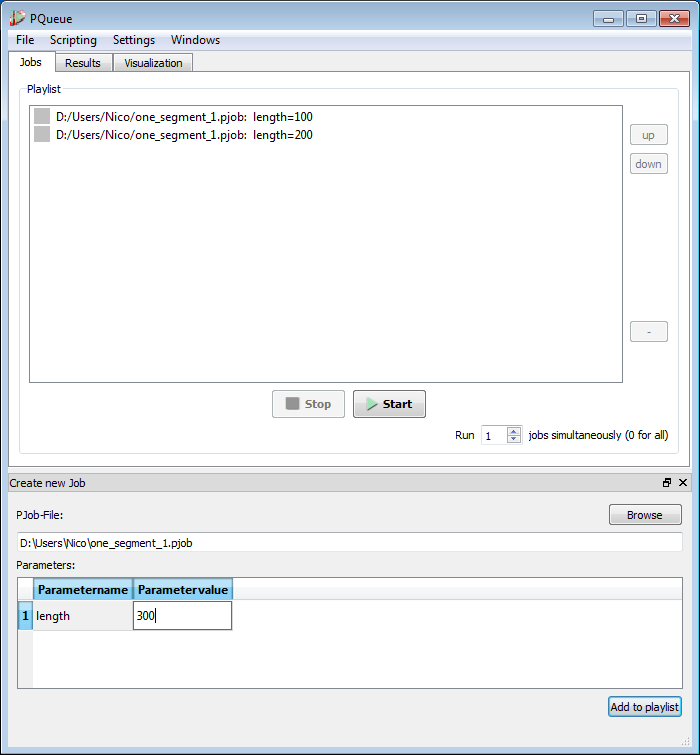 PQueue
File Scripting Settings Windows
Jobs Results Visualization
Playlist
D:/Users/Nico/one_segment_1.pjob: length=100
D:/Users/Nico/one_segment_1.pjob: length=200
up
down
-
Stop Start
Run 1 jobs simultaneously (0 for all)
Create new Job
PJob-File:
Browse
D:\Users\Nico\one_segment_1.pjob
Parameters:
Parametername Parametervalue
1 length 300
Add to playlist